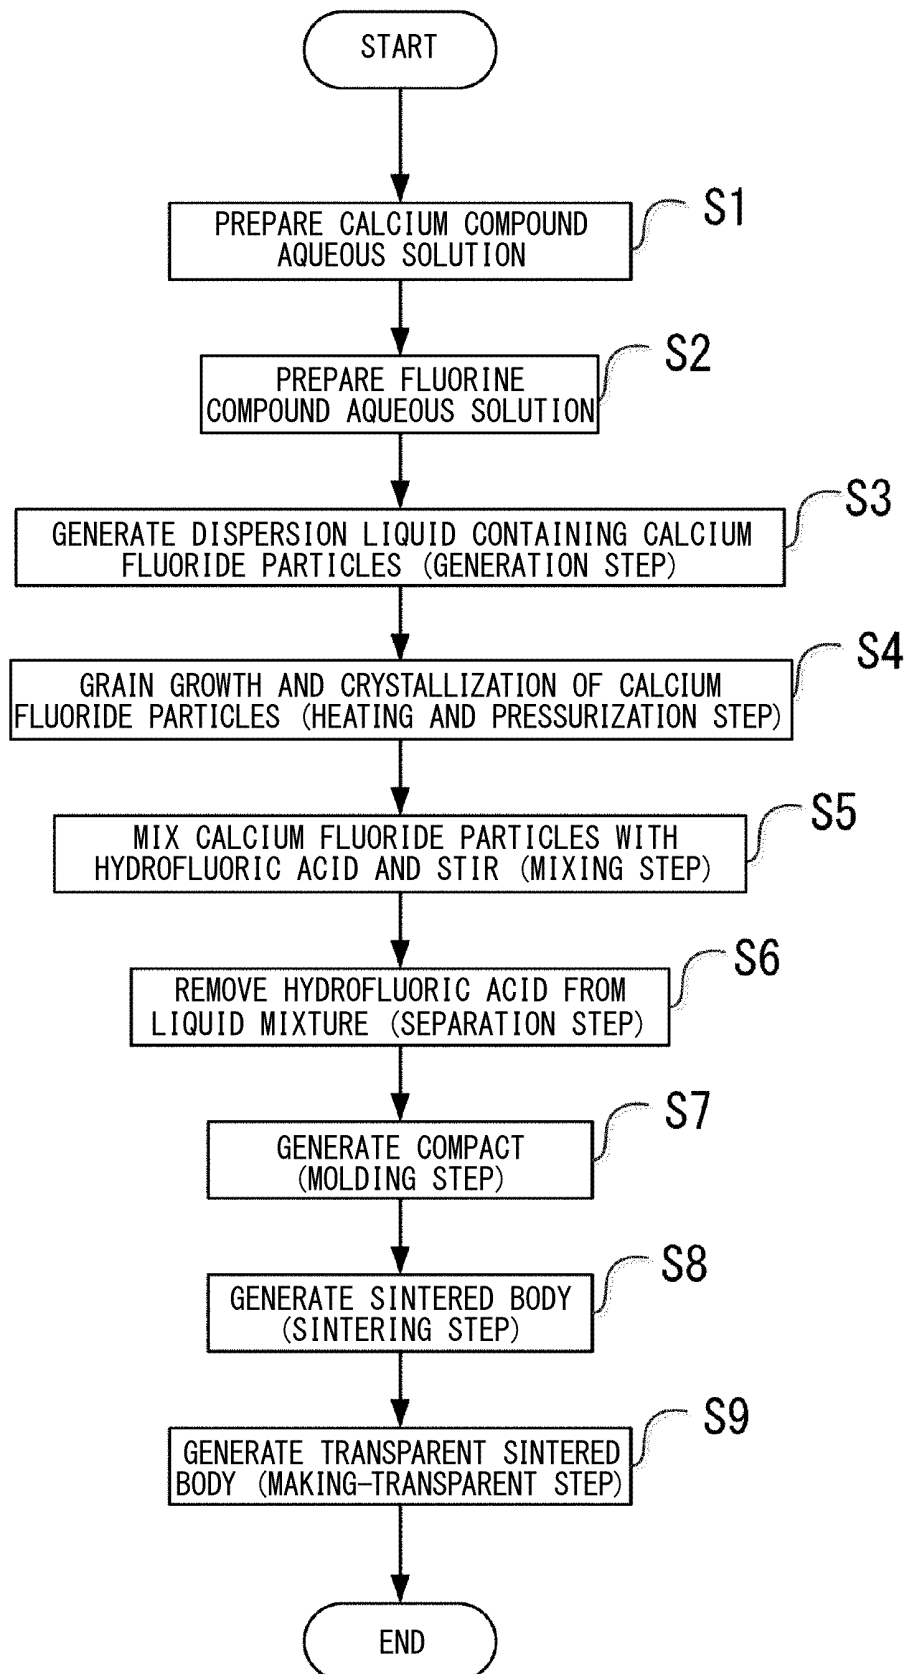 START
S1
PREPARE CALCIUM COMPOUND
AQUEOUS SOLUTION
S2
PREPARE FLUORINE
COMPOUND AQUEOUS SOLUTION
S3
GENERATE DISPERSION LIQUID CONTAINING CALCIUM
FLUORIDE PARTICLES (GENERATION STEP)
S4
GRAIN GROWTH AND CRYSTALLIZATION OF CALCIUM
FLUORIDE PARTICLES (HEATING AND PRESSURIZATION STEP)
S5
MIX CALCIUM FLUORIDE PARTICLES WITH
HYDROFLUORIC ACID AND STIR (MIXING STEP)
S6
REMOVE HYDROFLUORIC ACID FROM
LIQUID MIXTURE (SEPARATION STEP)
S7
GENERATE COMPACT
(MOLDING STEP)
S8
GENERATE SINTERED BODY
(SINTERING STEP)
S9
GENERATE TRANSPARENT SINTERED
BODY (MAKING-TRANSPARENT STEP)
END